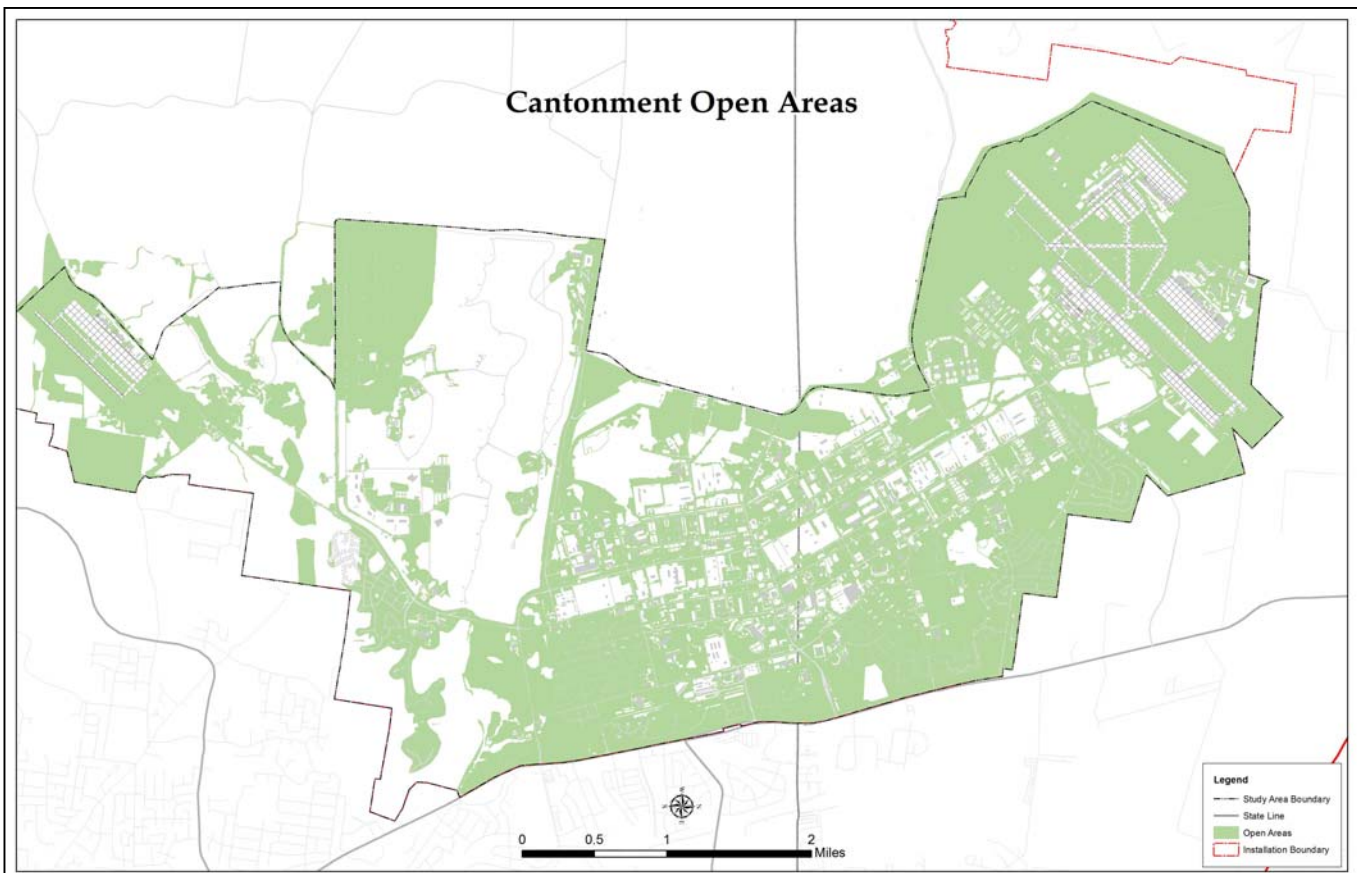 Cantonment Open Areas
Legend
Study Area Boundary
State Line
Open Areas
Installation Boundary
0 0.5 1 2
Miles